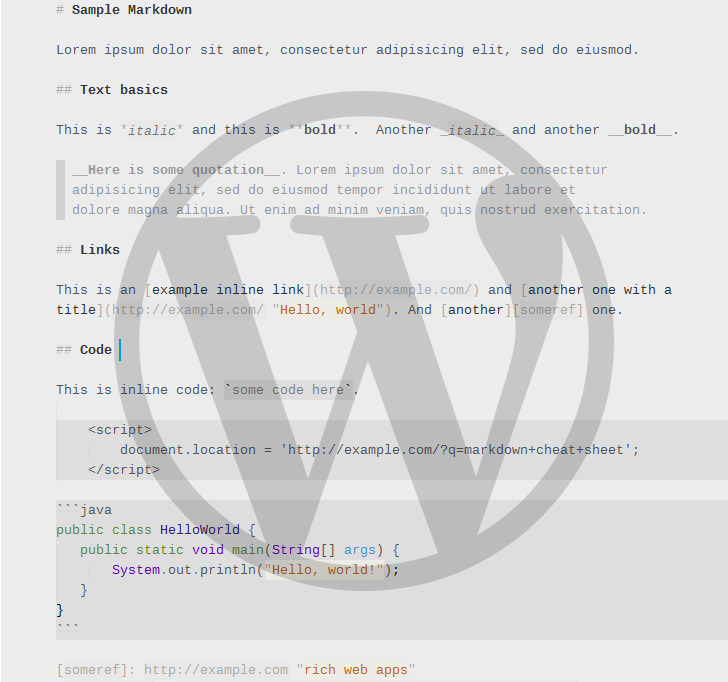 # Sample Markdown
Lorem ipsum dolor sit amet, consectetur adipisicing elit, sed do eiusmod.
## Text basics
This is *italic* and this is **bold**.  Another _italic_ and another __bold__.
__Here is some quotation__. Lorem ipsum dolor sit amet, consectetur
adipisicing elit, sed do eiusmod tempor incididunt ut labore et
dolore magna aliqua. Ut enim ad minim veniam, quis nostrud exercitation.
## Links
This is an [example inline link](http://example.com/) and [another one with a
title](http://example.com/ "Hello, world"). And [another][someref] one.
## Code
This is inline code: `some code here`.
    <script>
        document.location = 'http://example.com/?q=markdown+cheat+sheet';
    </script>
```java
public class HelloWorld {
   public static void main(String[] args) {
       System.out.println("Hello, world!");
   }
}
```
[someref]: http://example.com "rich web apps"